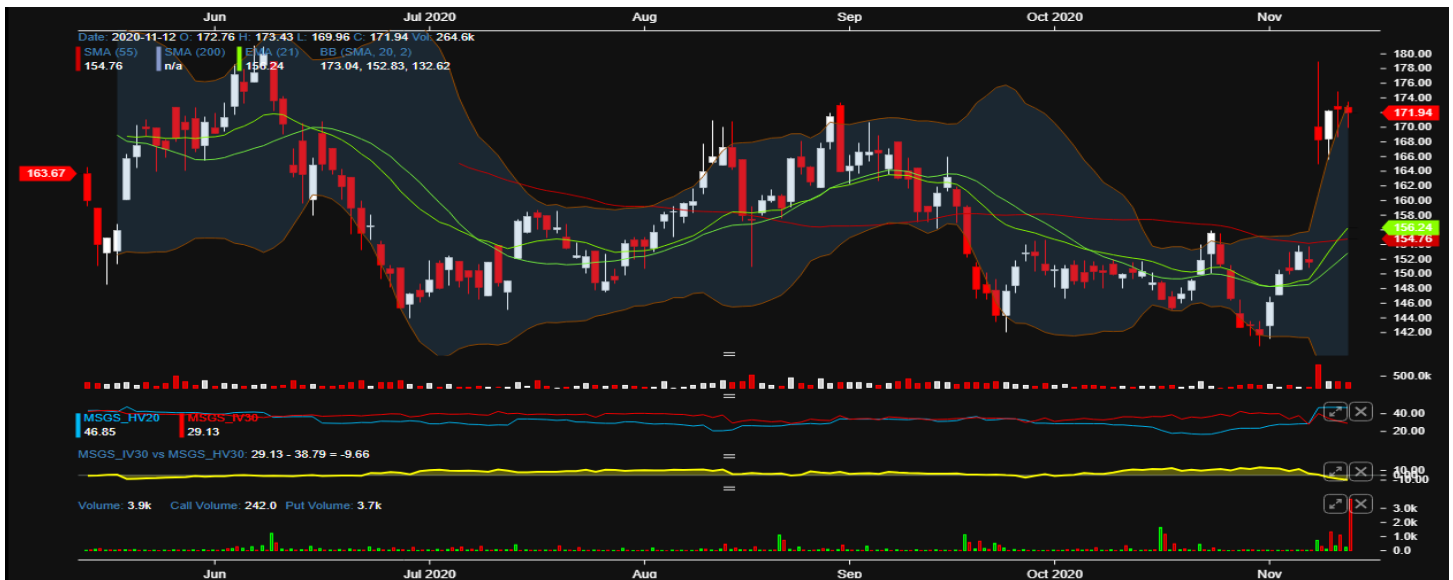 Jun Jul 2020 Aug Sep Oct 2020 Nov
Date: 2020-11-12 O: 172.76 H: 173.43 L: 169.96 C: 171.94 Vol: 264.6k
SMA (55) SMA (200) EMA (21) BB (SMA, 20, 2)
154.76 n/a 156.24 173.04, 152.83, 132.62
180.00
178.00
176.00
174.00
171.94
170.00
168.00
166.00
163.67
164.00
162.00
160.00
158.00
156.24
154.76
152.00
150.00
148.00
146.00
144.00
142.00
500.0k
MSGS_HV20 MSGS_IV30
46.85 29.13
40.00
20.00
MSGS_IV30 vs MSGS_HV30: 29.13 - 38.79 = -9.66
10.00
0.00
-10.00
Volume: 3.9k Call Volume: 242.0 Put Volume: 3.7k
3.0k
2.0k
1.0k
0.0
Jun Jul 2020 Aug Sep Oct 2020 Nov